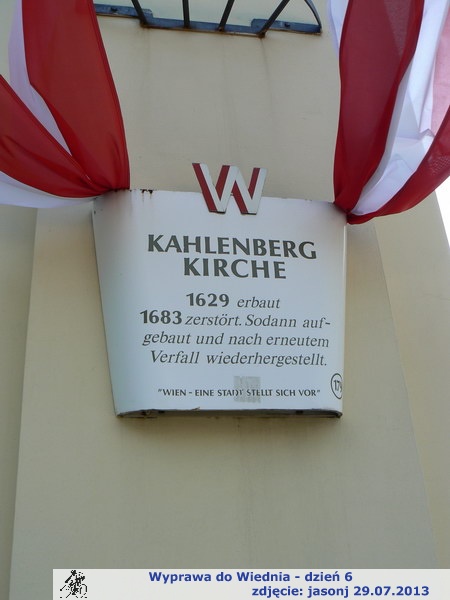 W
KAHLENBERG
KIRCHE
1629 erbaut
1683 zerstört. Sodann auf-
gebaut und nach erneutem
Verfall wiederhergestellt.
"WIEN - EINE STADT STELLT SICH VOR"
Wyprawa do Wiednia - dzień 6
zdjęcie: jasonj 29.07.2013